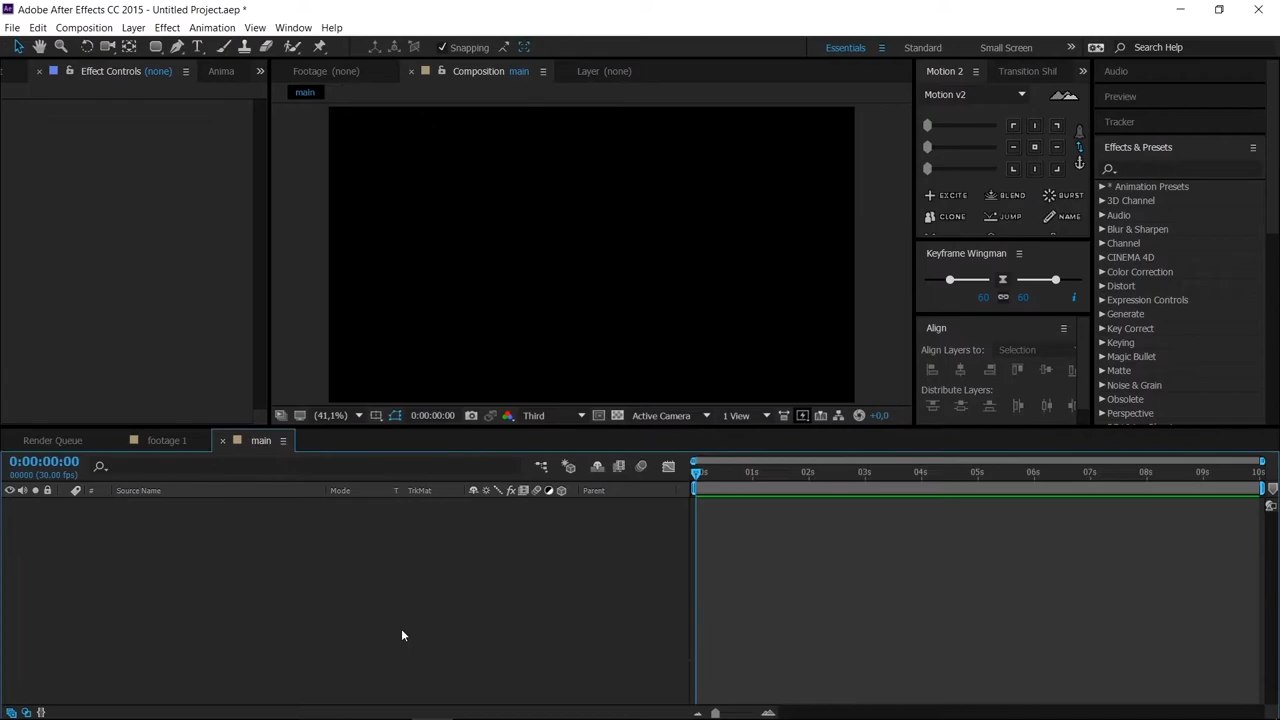 Adobe After Effects CC 2015 - Untitled Project.aep *
File Edit Composition Layer Effect Animation View Window Help
Snapping Essentials Standard Small Screen Search Help
Effect Controls (none) Anima
Footage (none) Composition main Layer (none)
main
Motion 2 Transition Shil
Motion v2
EXCITE BLEND BURST
CLONE JUMP NAME
Keyframe Wingman
60 60
Align
Align Layers to: Selection
Distribute Layers:
Audio
Preview
Tracker
Effects & Presets
* Animation Presets
3D Channel
Audio
Blur & Sharpen
Channel
CINEMA 4D
Color Correction
Distort
Expression Controls
Generate
Key Correct
Keying
Magic Bullet
Matte
Noise & Grain
Obsolete
Perspective
(41,1%) 0:00:00:00 Third Active Camera 1 View +0,0
Render Queue footage 1 main
0:00:00:00
00000 (30.00 fps)
0s 01s 02s 03s 04s 05s 06s 07s 08s 09s 10s
# Source Name Mode T TrkMat fx Parent